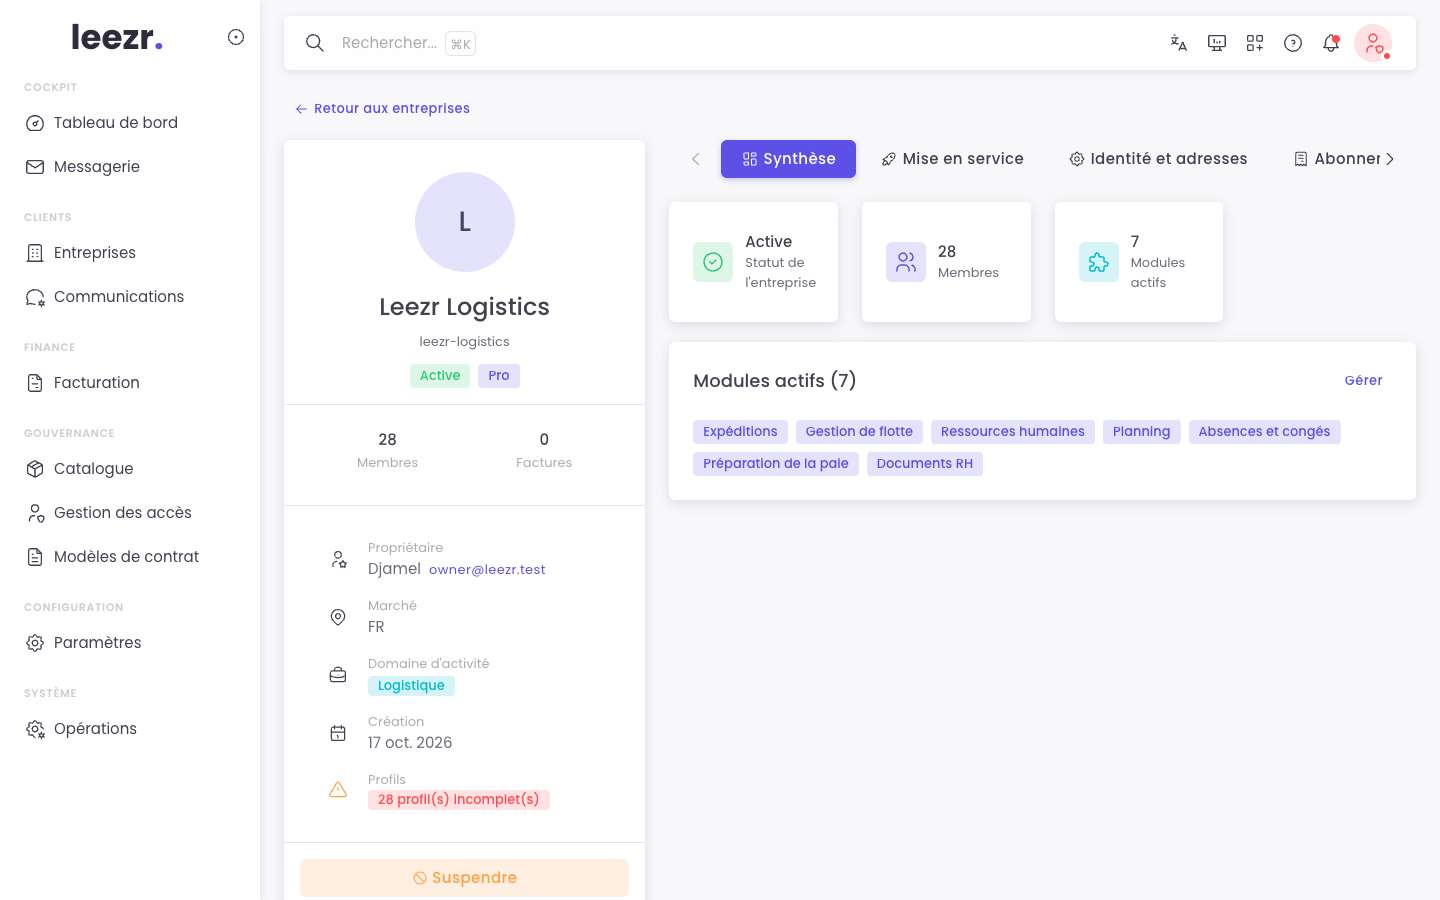 leezr.
COCKPIT
Tableau de bord
Messagerie
CLIENTS
Entreprises
Communications
FINANCE
Facturation
GOUVERNANCE
Catalogue
Gestion des accès
Modèles de contrat
CONFIGURATION
Paramètres
SYSTÈME
Opérations
Rechercher... ⌘K
Retour aux entreprises
L
Leezr Logistics
leezr-logistics
Active Pro
28 0
Membres Factures
Propriétaire
Djamel owner@leezr.test
Marché
FR
Domaine d'activité
Logistique
Création
17 oct. 2026
Profils
28 profil(s) incomplet(s)
Suspendre
Synthèse Mise en service Identité et adresses Abonner
Active
Statut de
l'entreprise
28
Membres
7
Modules
actifs
Modules actifs (7) Gérer
Expéditions Gestion de flotte Ressources humaines Planning Absences et congés
Préparation de la paie Documents RH